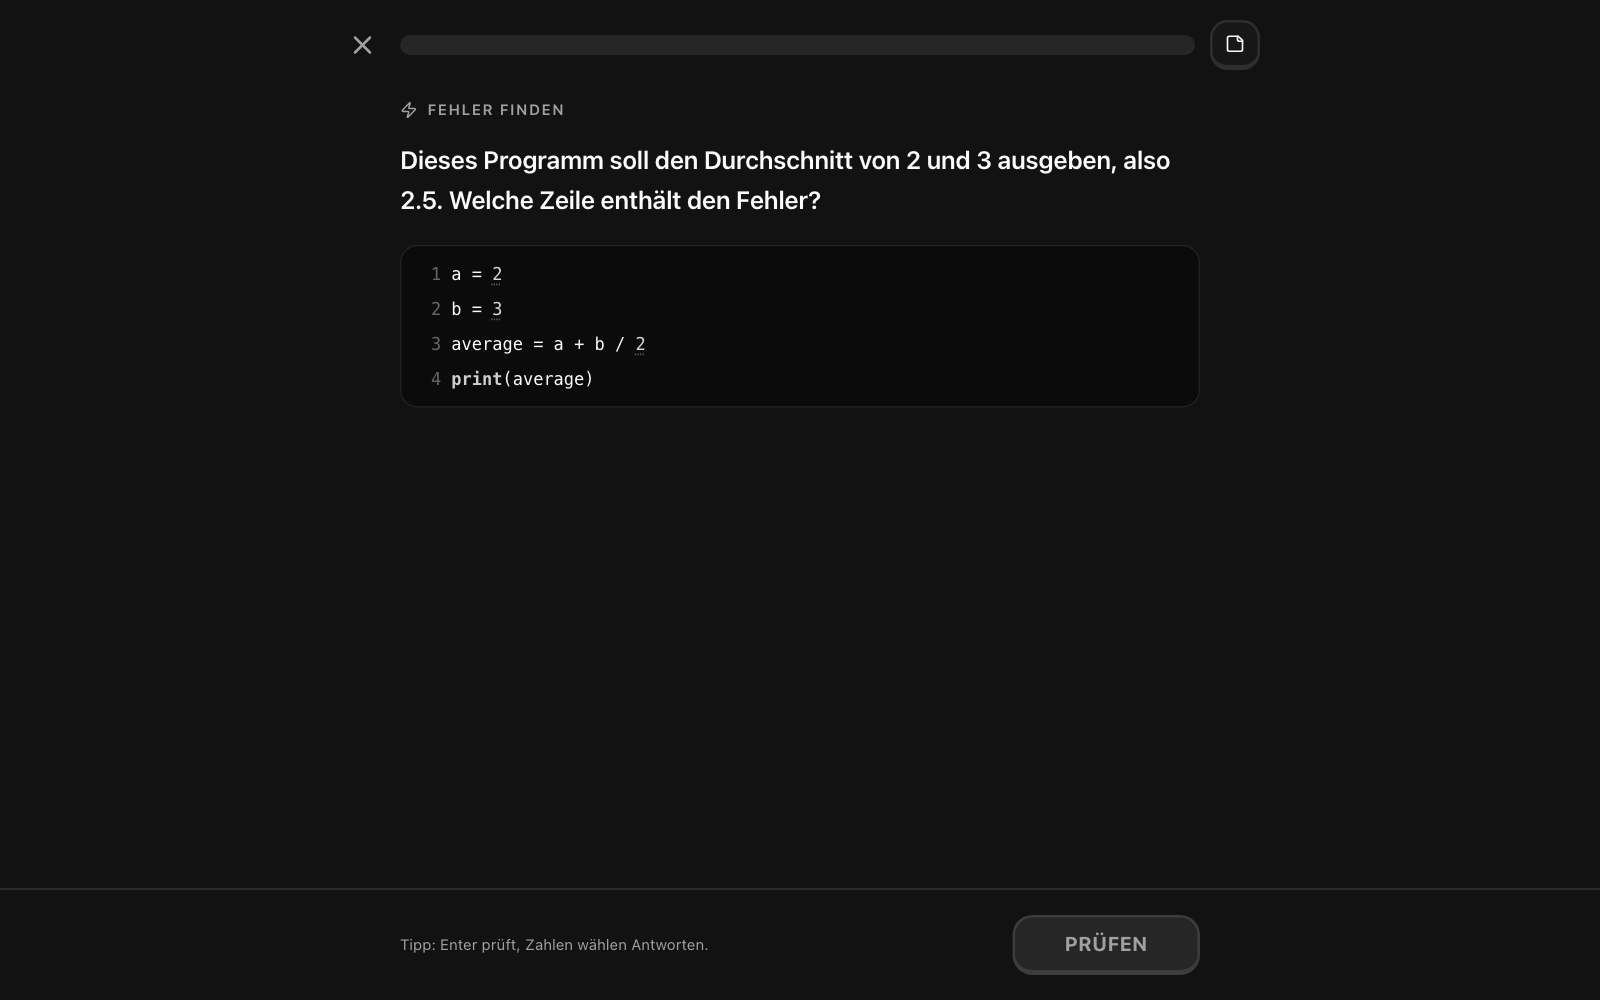 FEHLER FINDEN
Dieses Programm soll den Durchschnitt von 2 und 3 ausgeben, also
2.5. Welche Zeile enthält den Fehler?
1 a = 2
2 b = 3
3 average = a + b / 2
4 print(average)
Tipp: Enter prüft, Zahlen wählen Antworten.
PRÜFEN